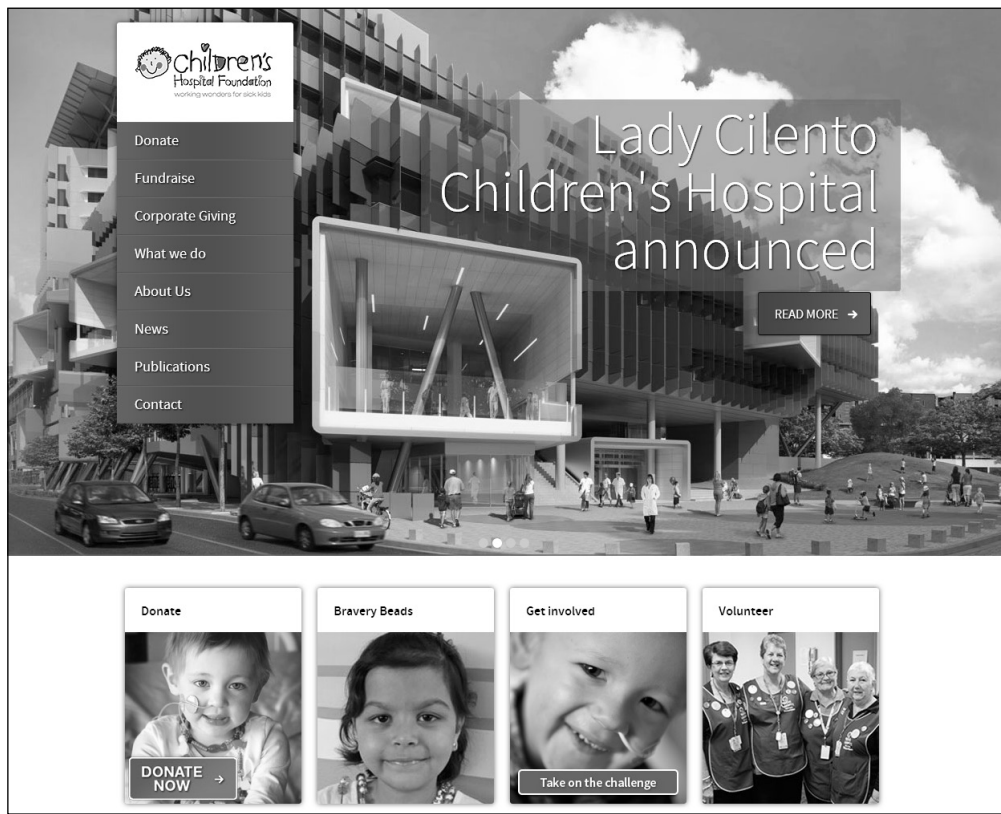 Children's
Hospital Foundation
working wonders for sick kids
Donate
Fundraise
Corporate Giving
What we do
About Us
News
Publications
Contact
Lady Cilento
Children's Hospital
announced
READ MORE
Donate
DONATE
NOW
Bravery Beads
Get involved
Take on the challenge
Volunteer